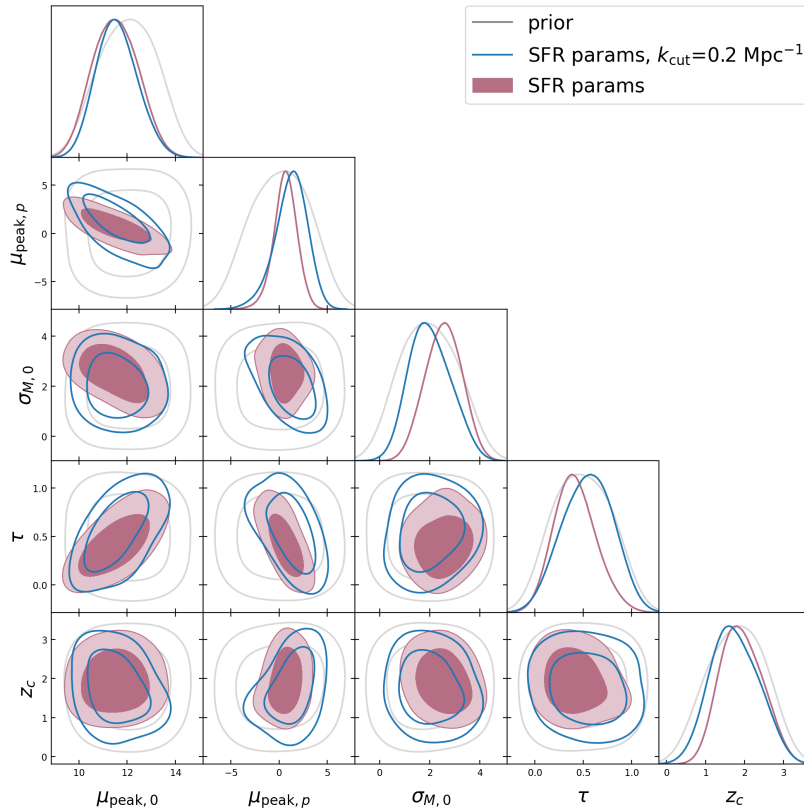 prior
SFR params, k_cut=0.2 Mpc⁻¹
SFR params
μ_peak, p
5
0
−5
σ_M, 0
4
2
0
τ
1.0
0.5
0.0
z_c
3
2
1
0
10 12 14
−5 0 5
0 2 4
0.0 0.5 1.0
0 1 2 3
μ_peak, 0
μ_peak, p
σ_M, 0
τ
z_c